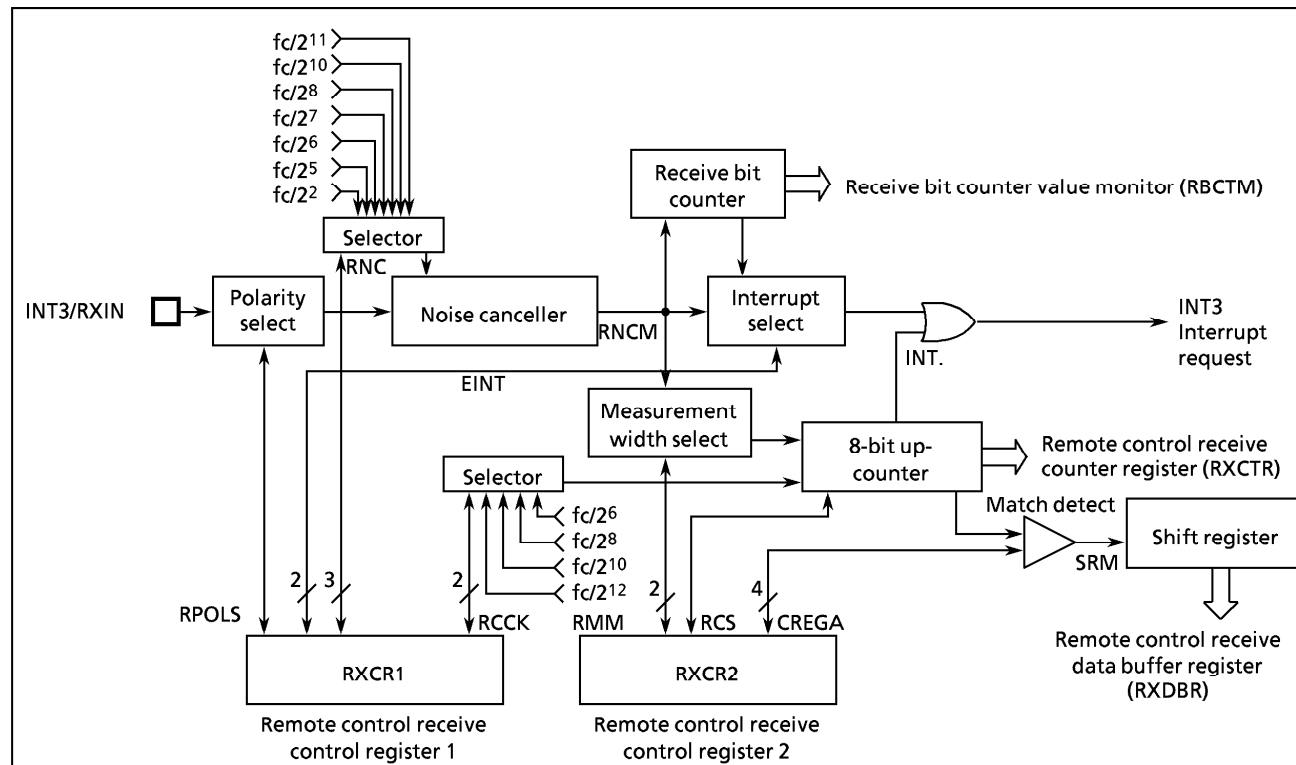 fc/2¹¹
fc/2¹⁰
fc/2⁸
fc/2⁷
fc/2⁶
fc/2⁵
fc/2²
Selector
RNC
Receive bit
counter
Receive bit counter value monitor (RBCTM)
INT3/RXIN
Polarity
select
Noise canceller
RNCM
Interrupt
select
INT3
Interrupt
request
INT.
EINT
Measurement
width select
8-bit up-
counter
Remote control receive
counter register (RXCTR)
Selector
fc/2⁶
fc/2⁸
fc/2¹⁰
fc/2¹²
Match detect
SRM
Shift register
2
3
2
2
4
RPOLS
RCCK
RMM
RCS
CREGA
RXCR1
RXCR2
Remote control receive
data buffer register
(RXDBR)
Remote control receive
control register 1
Remote control receive
control register 2